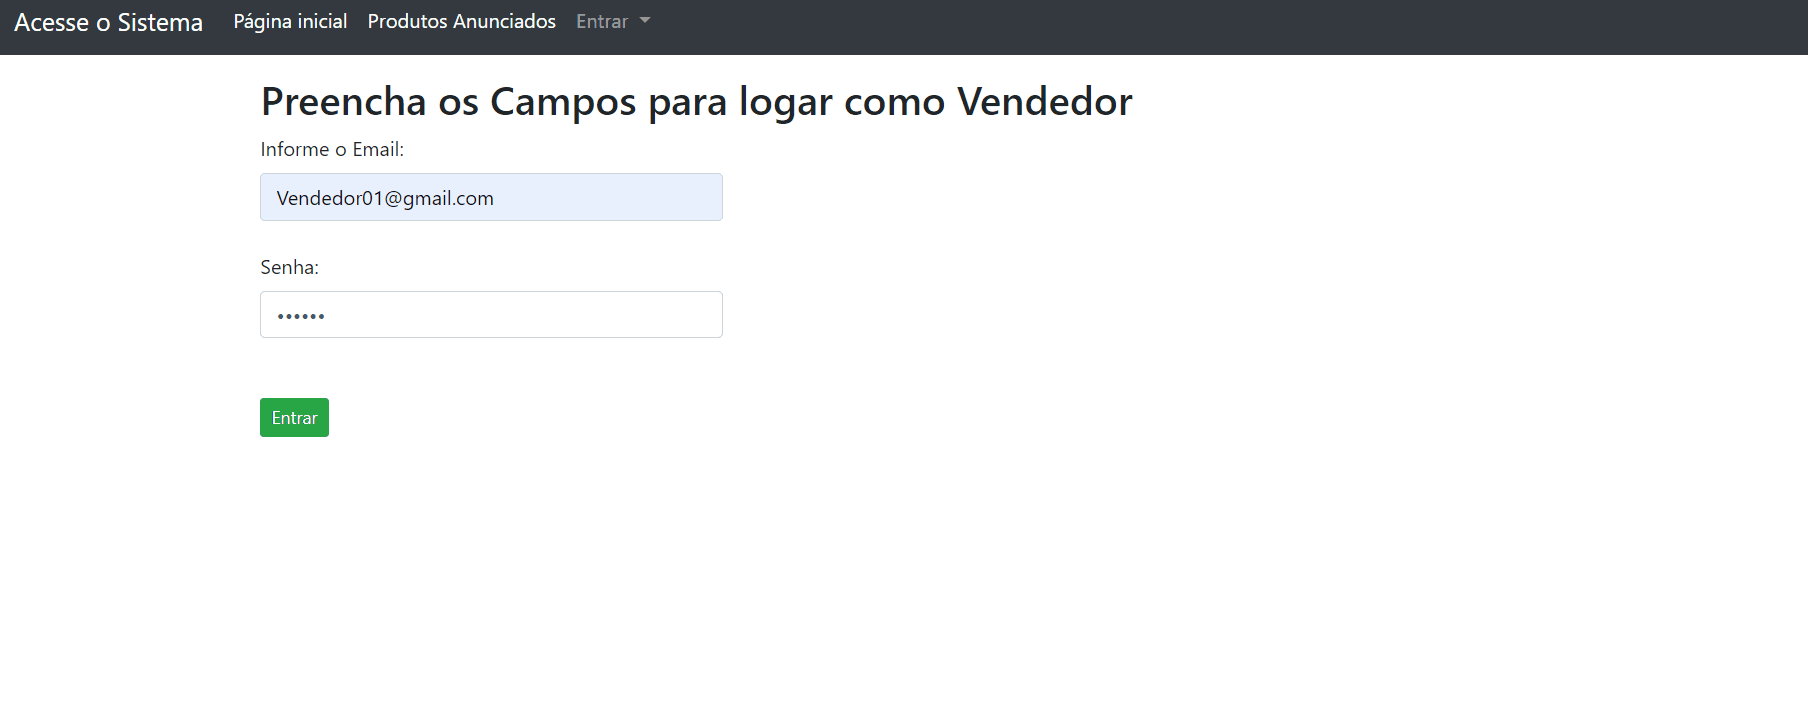 Acesse o Sistema Página inicial Produtos Anunciados Entrar
Preencha os Campos para logar como Vendedor
Informe o Email:
Vendedor01@gmail.com
Senha:
••••••
Entrar